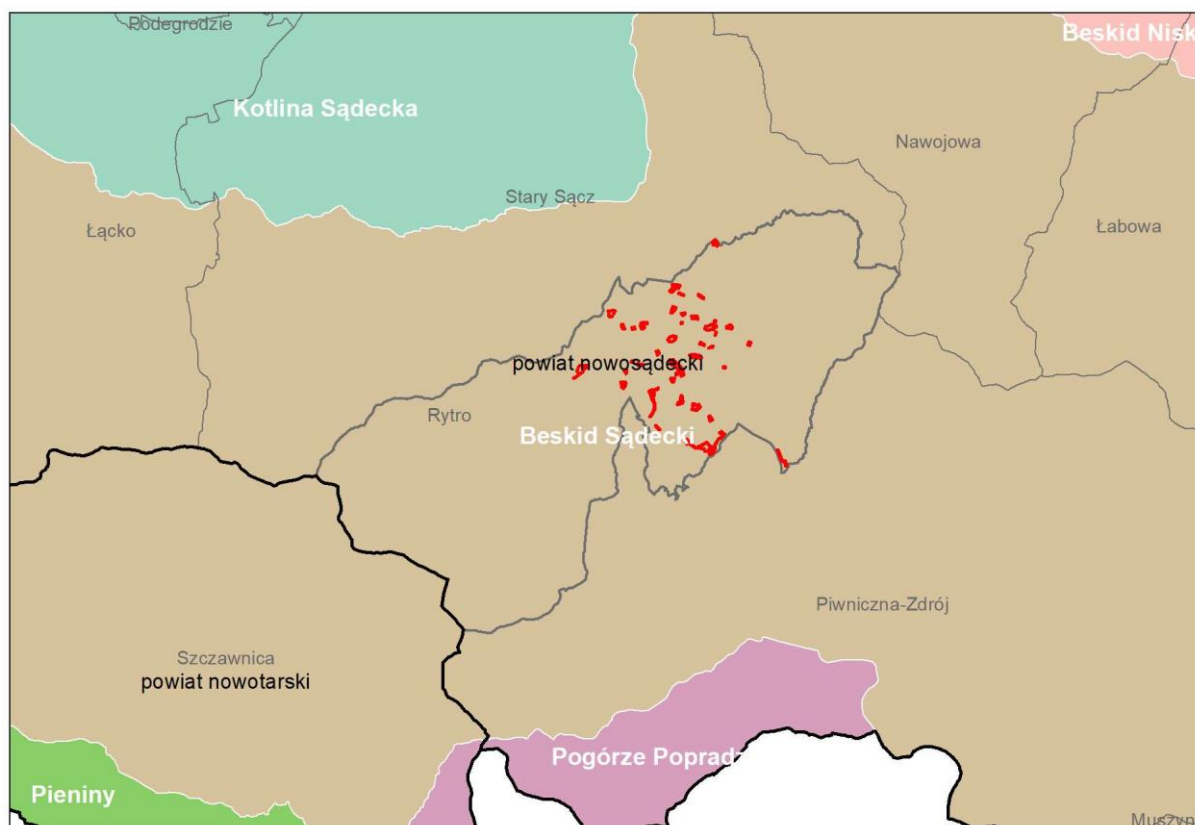 Podegrodzie
Beskid Nisk
Kotlina Sądecka
Nawojowa
Stary Sącz
Łącko
Łabowa
powiat nowosądecki
Rytro
Beskid Sądecki
Piwniczna-Zdrój
Szczawnica
powiat nowotarski
Pogórze Poprad
Pieniny
Muszyn